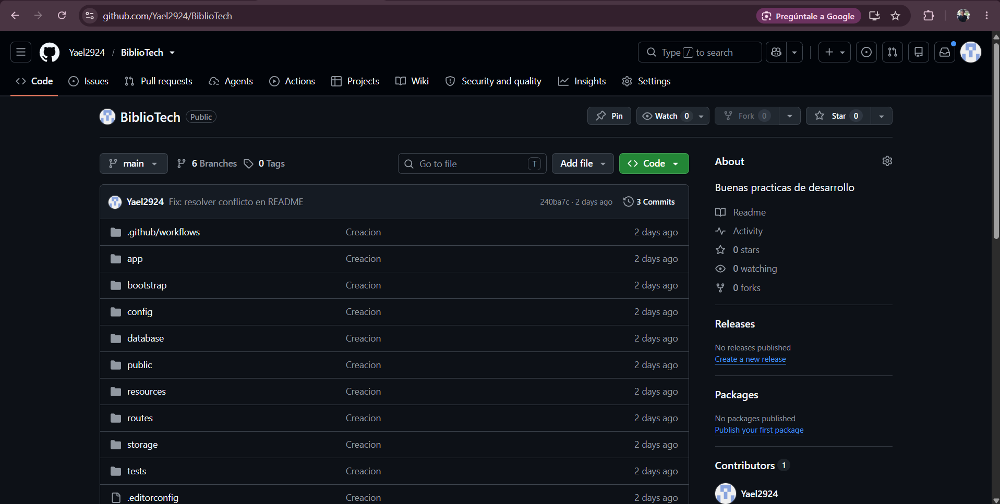 github.com/Yael2924/BiblioTech
Pregúntale a Google
Yael2924 / BiblioTech
Type / to search
Code Issues Pull requests Agents Actions Projects Wiki Security and quality Insights Settings
BiblioTech Public
Pin Watch 0 Fork 0 Star 0
main 6 Branches 0 Tags Go to file T Add file Code
Yael2924 Fix: resolver conflicto en README 240ba7c · 2 days ago 3 Commits
.github/workflows Creacion 2 days ago
app Creacion 2 days ago
bootstrap Creacion 2 days ago
config Creacion 2 days ago
database Creacion 2 days ago
public Creacion 2 days ago
resources Creacion 2 days ago
routes Creacion 2 days ago
storage Creacion 2 days ago
tests Creacion 2 days ago
.editorconfig Creacion 2 days ago
About
Buenas practicas de desarrollo
Readme
Activity
0 stars
0 watching
0 forks
Releases
No releases published
Create a new release
Packages
No packages published
Publish your first package
Contributors 1
Yael2924